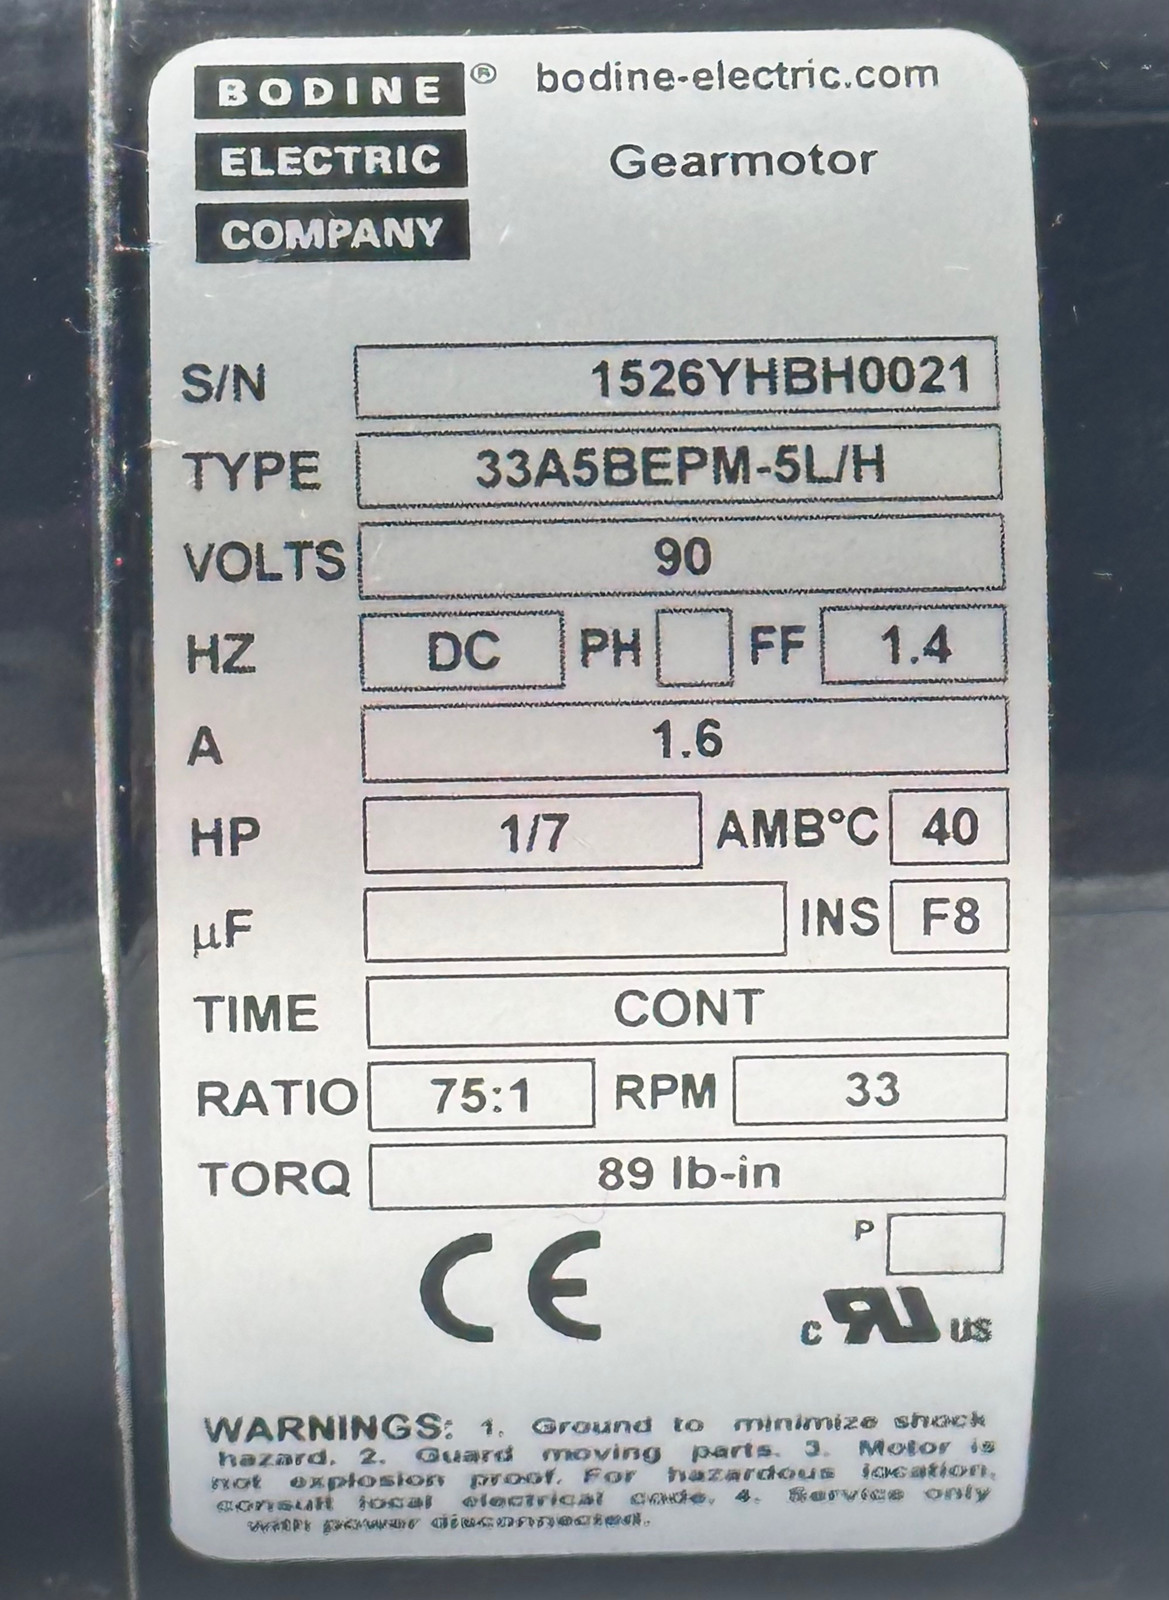 BODINE ® bodine-electric.com
ELECTRIC Gearmotor
COMPANY
S/N 1526YHBH0021
TYPE 33A5BEPM-5L/H
VOLTS 90
HZ DC PH FF 1.4
A 1.6
HP 1/7 AMB°C 40
µF INS F8
TIME CONT
RATIO 75:1 RPM 33
TORQ 89 lb-in
P
CE
c RU US
WARNINGS: 1. Ground to minimize shock
hazard. 2. Guard moving parts. 3. Motor is
not explosion proof. For hazardous location,
consult local electrical code. 4. Service only
with power disconnected.